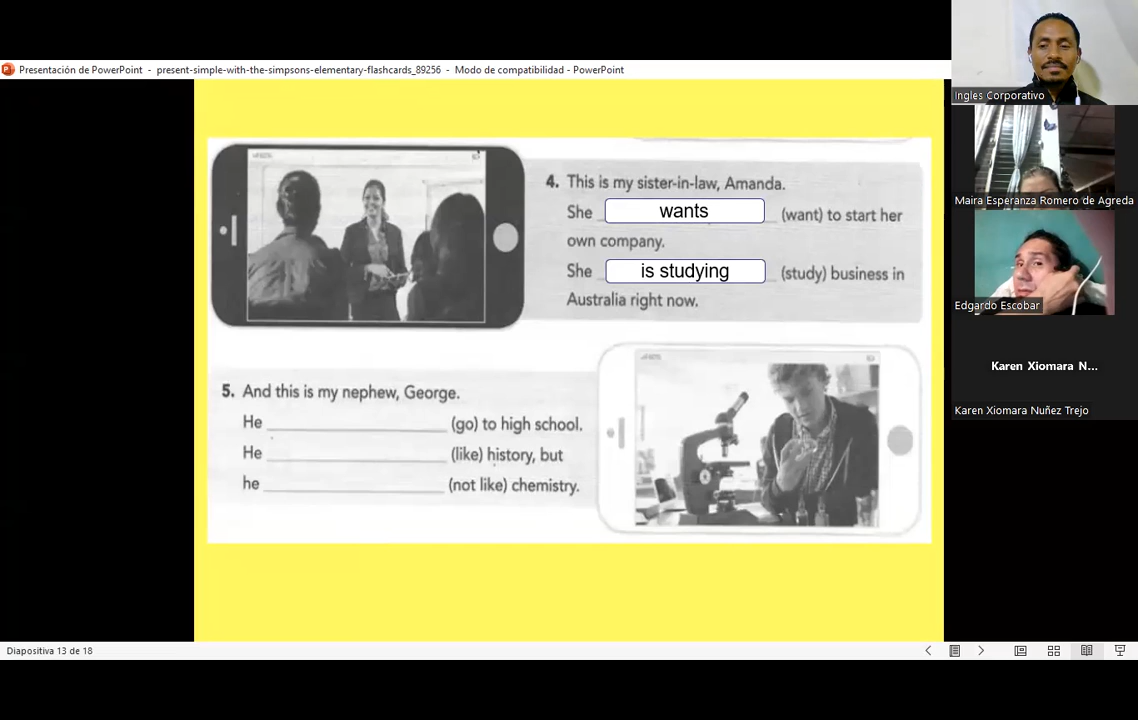 Presentación de PowerPoint - present-simple-with-the-simpsons-elementary-flashcards_89256 - Modo de compatibilidad - PowerPoint
4. This is my sister-in-law, Amanda.
She wants (want) to start her
own company.
She is studying (study) business in
Australia right now.
5. And this is my nephew, George.
He (go) to high school.
He (like) history, but
he (not like) chemistry.
Ingles Corporativo
Maira Esperanza Romero de Agreda
Edgardo Escobar
Karen Xiomara N...
Karen Xiomara Nuñez Trejo
Diapositiva 13 de 18